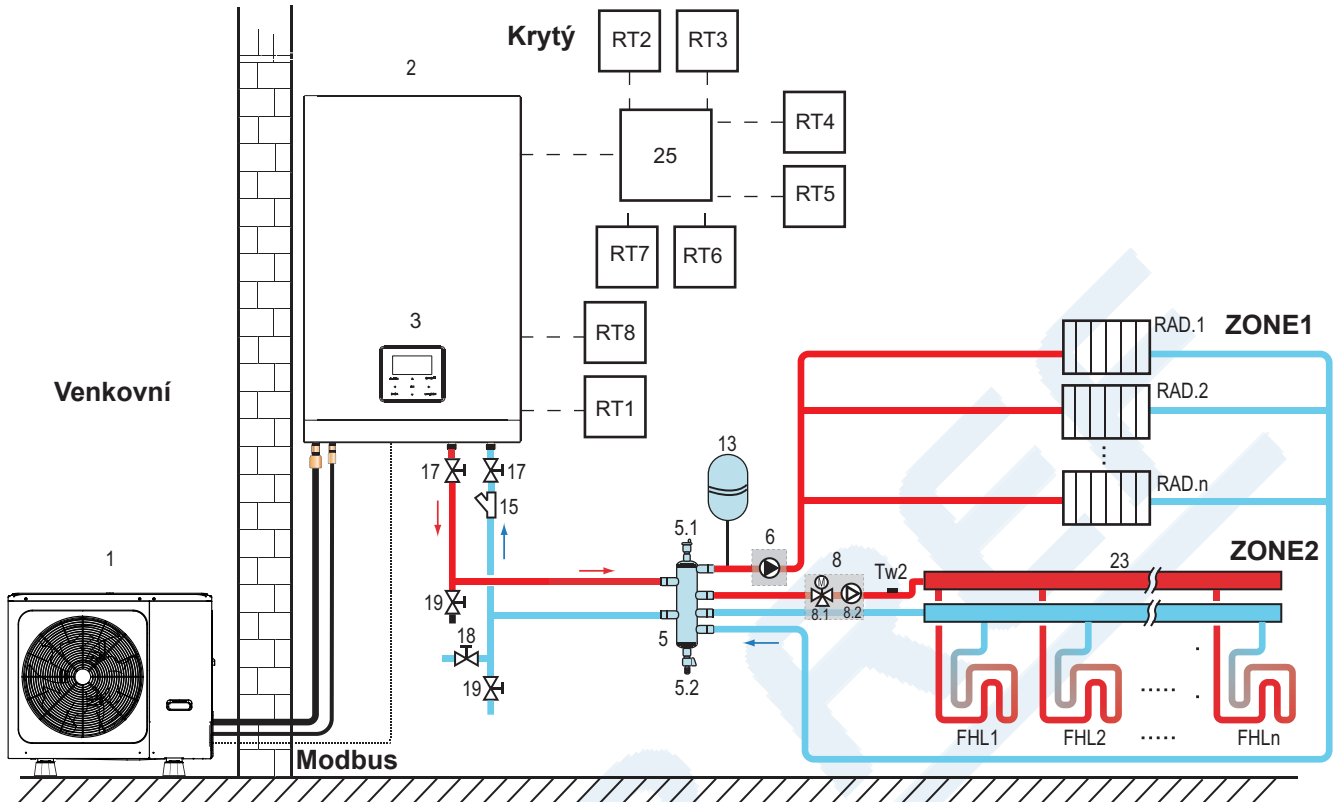 Krytý
RT2
RT3
2
RT4
25
RT5
RT7
RT6
3
RT8
RT1
Venkovní
RAD.1
ZONE1
RAD.2
RAD.n
13
17
17
15
5.1
6
8
Tw2
ZONE2
23
M
8.1
8.2
1
19
18
5
19
5.2
FHL1
FHL2
.....
FHLn
Modbus